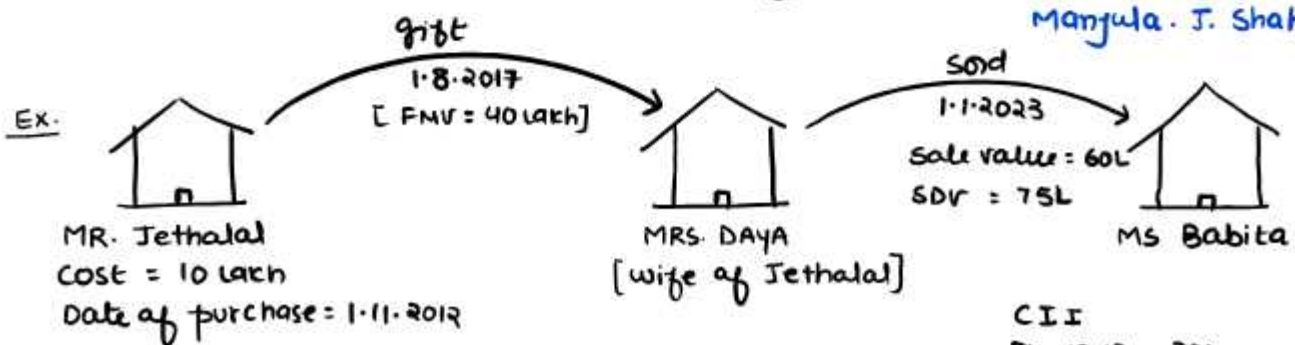 Manjula. J. Shah
gift
1.8.2017
[ FMV = 40 Lakh]
sold
1.1.2023
Sale value = 60L
SDV = 75L
Ex.
MR. Jethalal
Cost = 10 Lakh
Date of purchase = 1.11.2012
MRS. DAYA
[wife of Jethalal]
MS Babita
CII